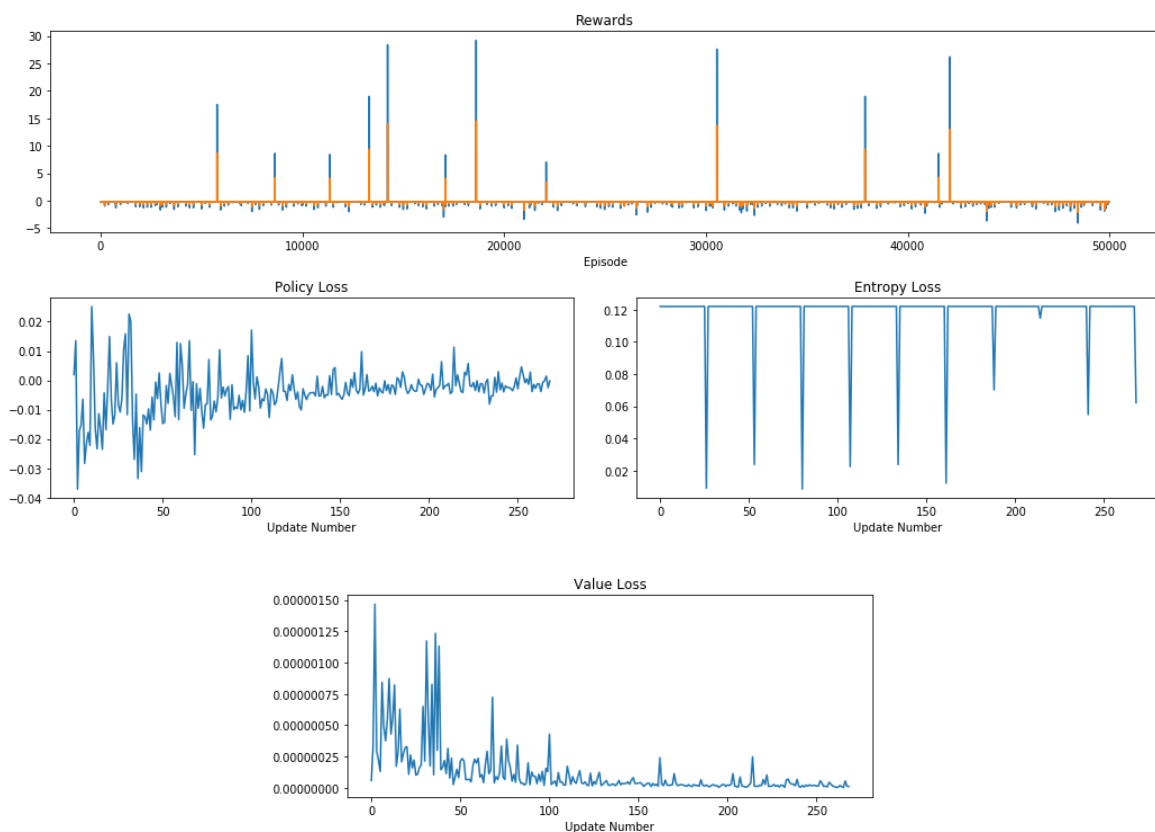 Rewards
30
25
20
15
10
5
0
−5
0 10000 20000 30000 40000 50000
Episode
Policy Loss
0.02
0.01
0.00
−0.01
−0.02
−0.03
−0.04
0 50 100 150 200 250
Update Number
Entropy Loss
0.12
0.10
0.08
0.06
0.04
0.02
0 50 100 150 200 250
Update Number
Value Loss
0.00000150
0.00000125
0.00000100
0.00000075
0.00000050
0.00000025
0.00000000
0 50 100 150 200 250
Update Number